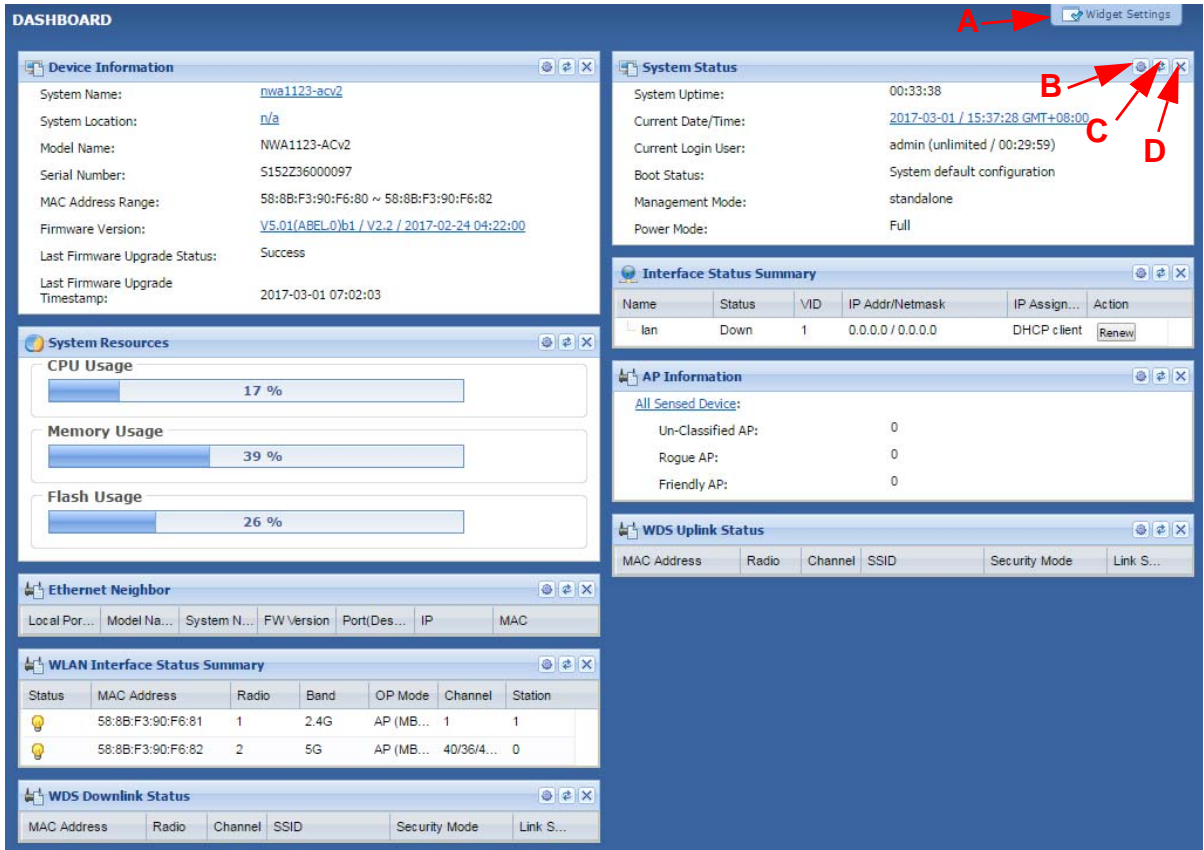 DASHBOARD
A
Widget Settings
Device Information
System Name: nwa1123-acv2
System Location: n/a
Model Name: NWA1123-ACv2
Serial Number: S152Z36000097
MAC Address Range: 58:8B:F3:90:F6:80 ~ 58:8B:F3:90:F6:82
Firmware Version: V5.01(ABEL.0)b1 / V2.2 / 2017-02-24 04:22:00
Last Firmware Upgrade Status: Success
Last Firmware Upgrade
Timestamp: 2017-03-01 07:02:03
System Resources
CPU Usage
17 %
Memory Usage
39 %
Flash Usage
26 %
Ethernet Neighbor
Local Por... Model Na... System N... FW Version Port(Des... IP MAC
WLAN Interface Status Summary
Status MAC Address Radio Band OP Mode Channel Station
58:8B:F3:90:F6:81 1 2.4G AP (MB... 1 1
58:8B:F3:90:F6:82 2 5G AP (MB... 40/36/4... 0
WDS Downlink Status
MAC Address Radio Channel SSID Security Mode Link S...
System Status
B
C
D
System Uptime: 00:33:38
Current Date/Time: 2017-03-01 / 15:37:28 GMT+08:00
Current Login User: admin (unlimited / 00:29:59)
Boot Status: System default configuration
Management Mode: standalone
Power Mode: Full
Interface Status Summary
Name Status VID IP Addr/Netmask IP Assign... Action
lan Down 1 0.0.0.0 / 0.0.0.0 DHCP client Renew
AP Information
All Sensed Device:
Un-Classified AP: 0
Rogue AP: 0
Friendly AP: 0
WDS Uplink Status
MAC Address Radio Channel SSID Security Mode Link S...